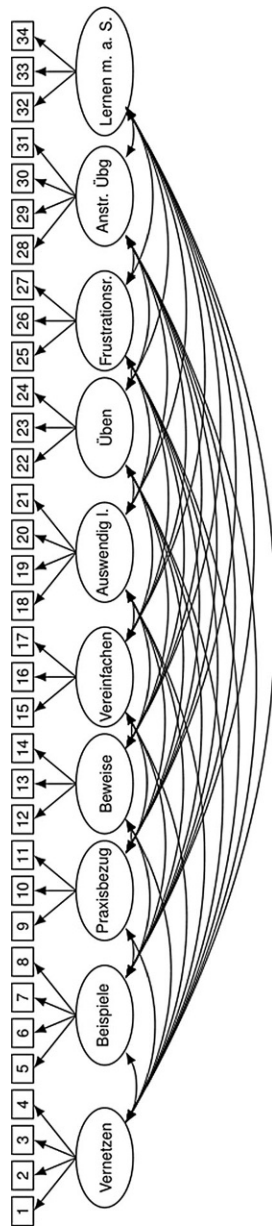 1 2 3 4 5 6 7 8 9 10 11 12 13 14 15 16 17 18 19 20 21 22 23 24 25 26 27 28 29 30 31 32 33 34
Vernetzen Beispiele Praxisbezug Beweise Vereinfachen Auswendig l. Üben Frustrationsr. Anstr. Übg Lernen m. a. S.